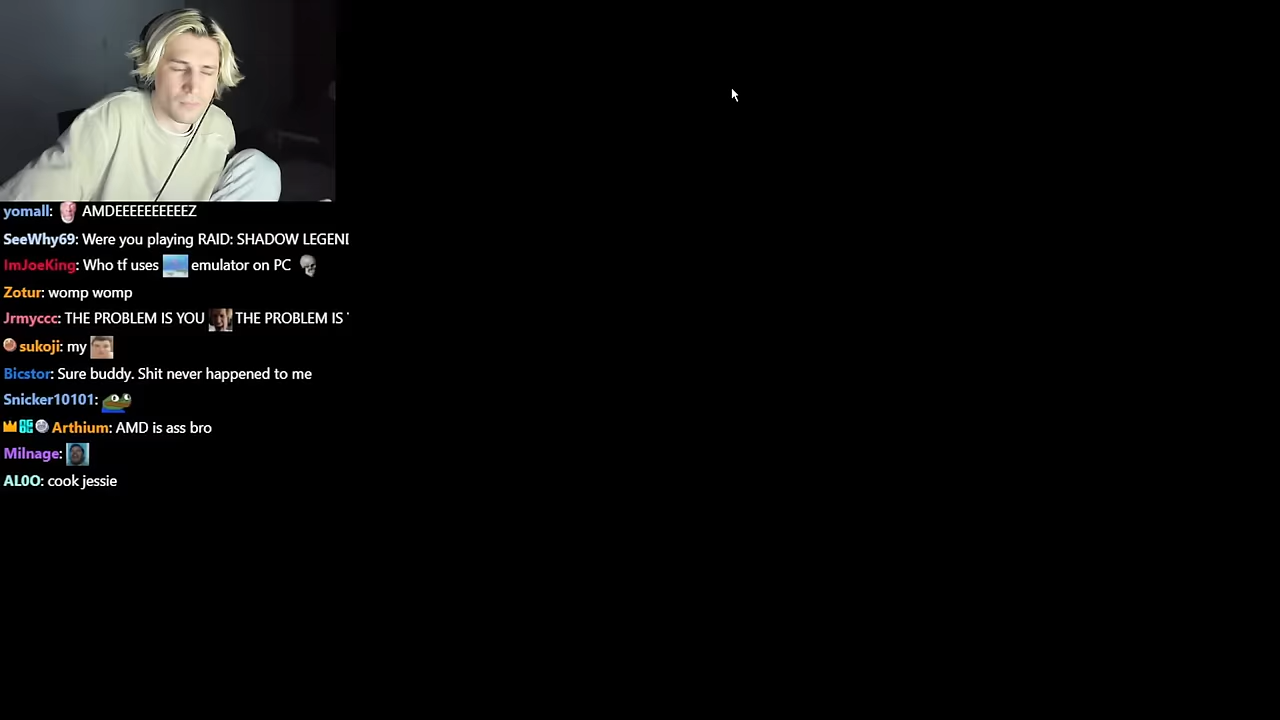 yomall: AMDEEEEEEEEEZ
SeeWhy69: Were you playing RAID: SHADOW LEGEN
ImJoeKing: Who tf uses emulator on PC
Zotur: womp womp
Jrmyccc: THE PROBLEM IS YOU THE PROBLEM IS
sukoji: my
Bicstor: Sure buddy. Shit never happened to me
Snicker10101:
Arthium: AMD is ass bro
Milnage:
AL0O: cook jessie